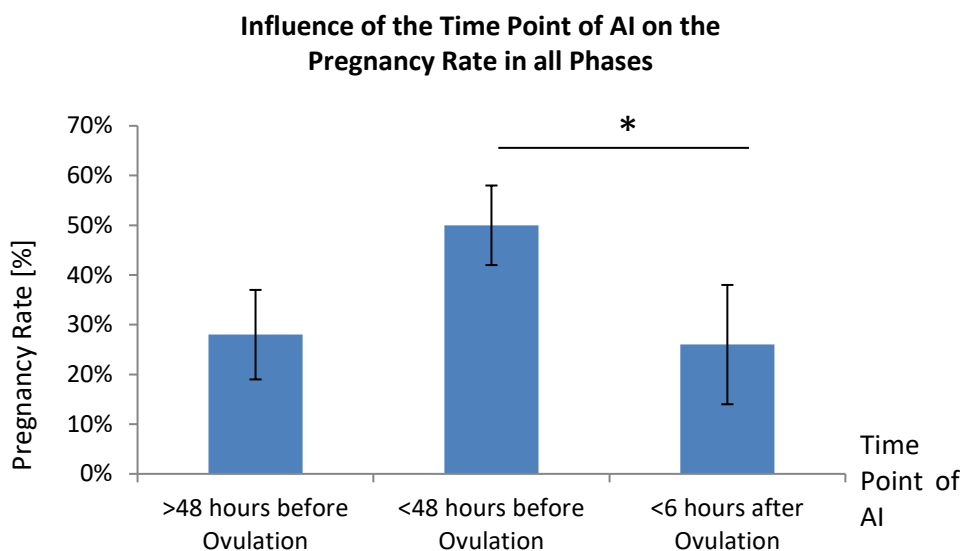 Influence of the Time Point of AI on the
Pregnancy Rate in all Phases
*
70%
60%
50%
40%
30%
20%
10%
0%
Pregnancy Rate [%]
>48 hours before
Ovulation
<48 hours before
Ovulation
<6 hours after
Ovulation
Time
Point of
AI